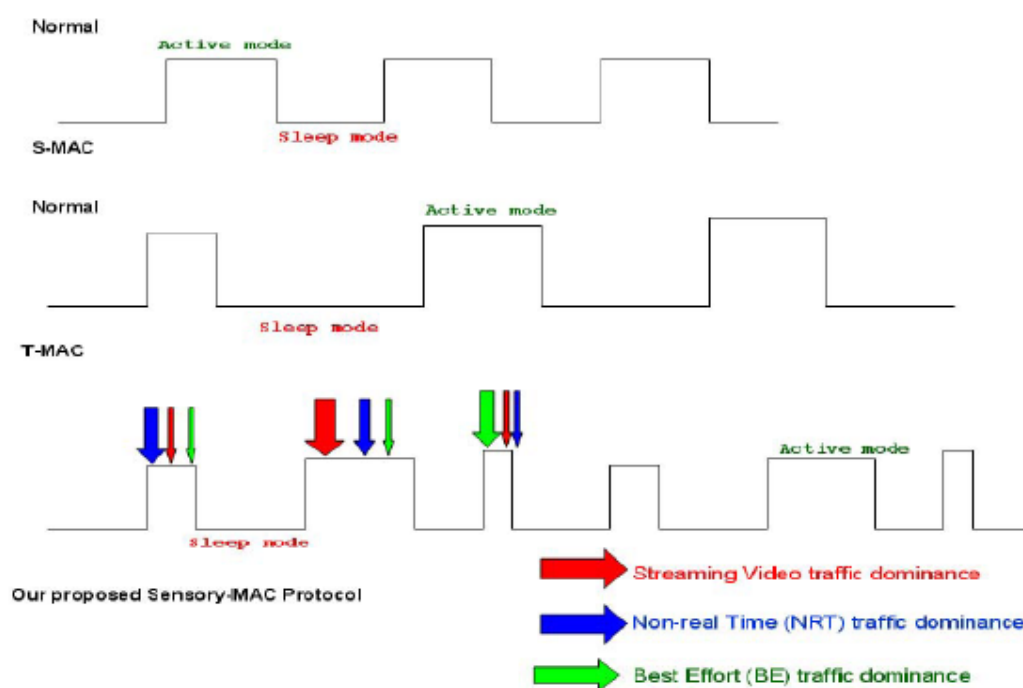 Normal
Active mode
Sleep mode
S-MAC
Normal
Active mode
Sleep mode
T-MAC
Active mode
Sleep mode
Our proposed Sensory-MAC Protocol
Streaming Video traffic dominance
Non-real Time (NRT) traffic dominance
Best Effort (BE) traffic dominance